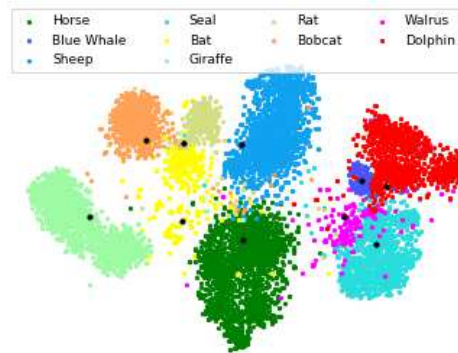 Horse Seal Rat Walrus
Blue Whale Bat Bobcat Dolphin
Sheep Giraffe